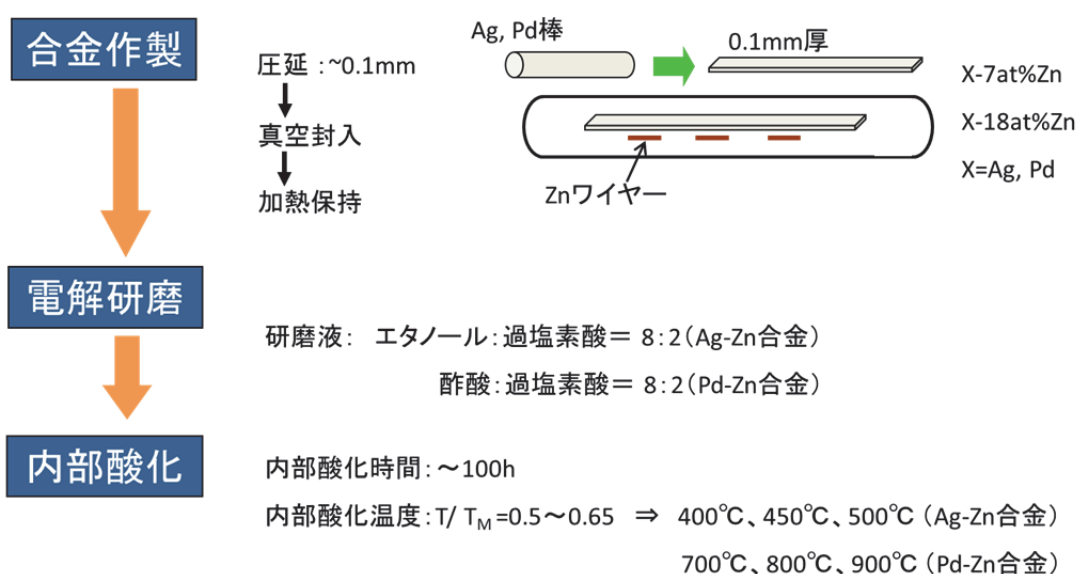 合金作製
圧延：~0.1mm
真空封入
加熱保持
Ag, Pd棒
0.1mm厚
Znワイヤー
X-7at%Zn
X-18at%Zn
X=Ag, Pd
電解研磨
研磨液： エタノール：過塩素酸＝ 8：2（Ag-Zn合金）
酢酸：過塩素酸＝ 8：2（Pd-Zn合金）
内部酸化
内部酸化時間：～100h
内部酸化温度：T/ TM =0.5～0.65 ⇒ 400℃、450℃、500℃（Ag-Zn合金）
700℃、800℃、900℃（Pd-Zn合金）